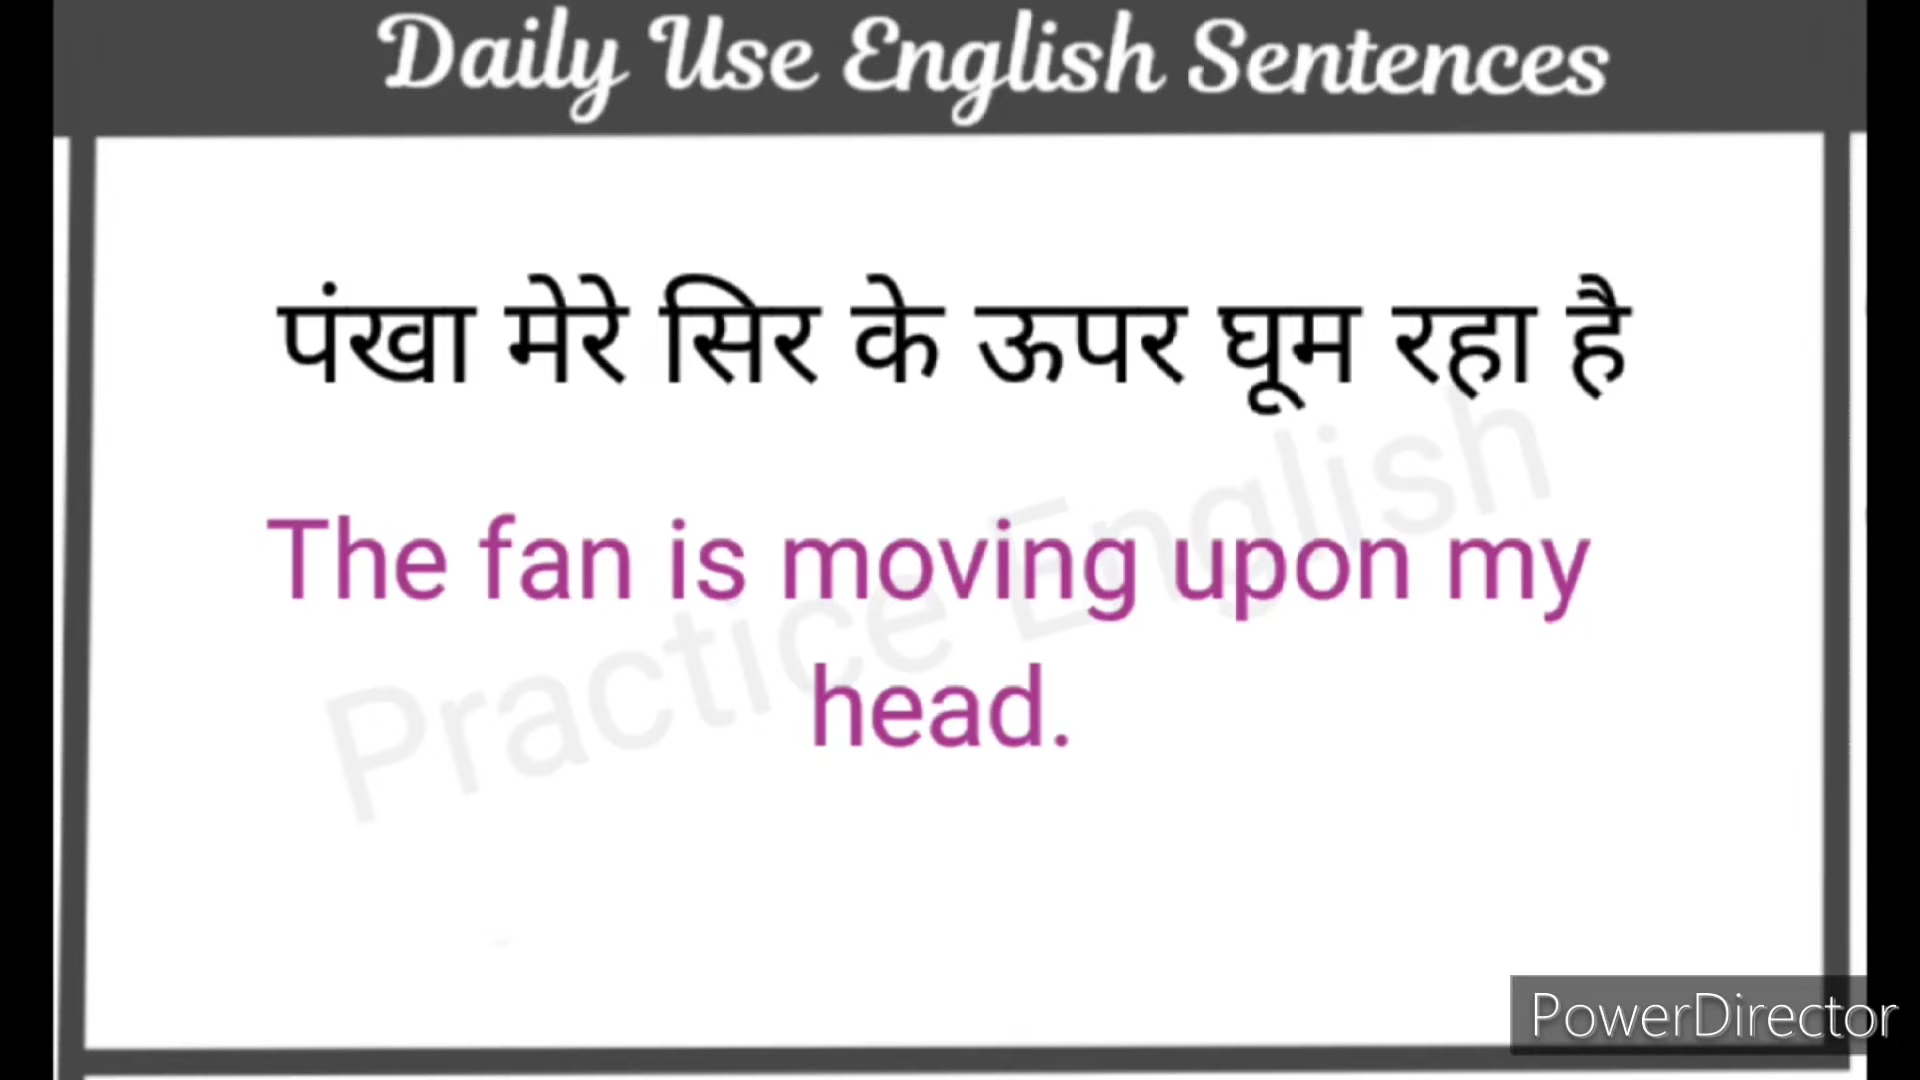 Daily Use English Sentences
पंखा मेरे सिर के ऊपर घूम रहा है
The fan is moving upon my
head.
Practice English
PowerDirector